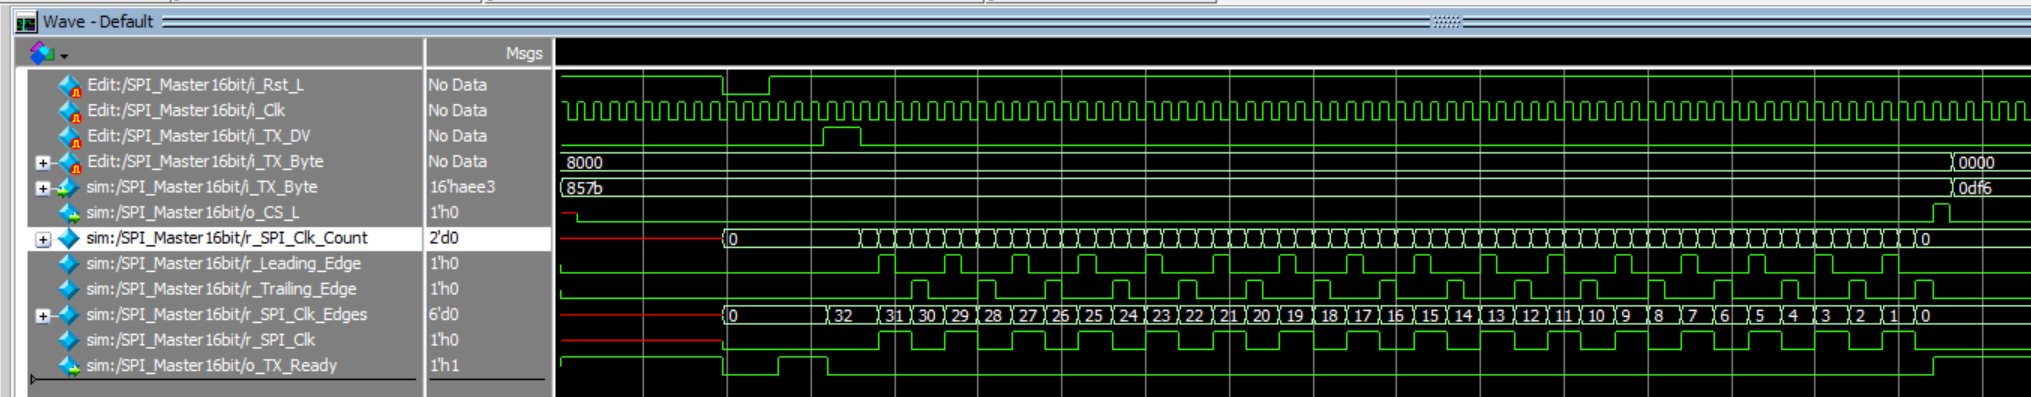 Wave - Default
Msgs
Edit:/SPI_Master16bit/i_Rst_L No Data
Edit:/SPI_Master16bit/i_Clk No Data
Edit:/SPI_Master16bit/i_TX_DV No Data
Edit:/SPI_Master16bit/i_TX_Byte No Data 8000 0000
sim:/SPI_Master16bit/i_TX_Byte 16'haee3 857b 0df6
sim:/SPI_Master16bit/o_CS_L 1'h0
sim:/SPI_Master16bit/r_SPI_Clk_Count 2'd0 0 0
sim:/SPI_Master16bit/r_Leading_Edge 1'h0
sim:/SPI_Master16bit/r_Trailing_Edge 1'h0
sim:/SPI_Master16bit/r_SPI_Clk_Edges 6'd0 0 32 31 30 29 28 27 26 25 24 23 22 21 20 19 18 17 16 15 14 13 12 11 10 9 8 7 6 5 4 3 2 1 0
sim:/SPI_Master16bit/r_SPI_Clk 1'h0
sim:/SPI_Master16bit/o_TX_Ready 1'h1